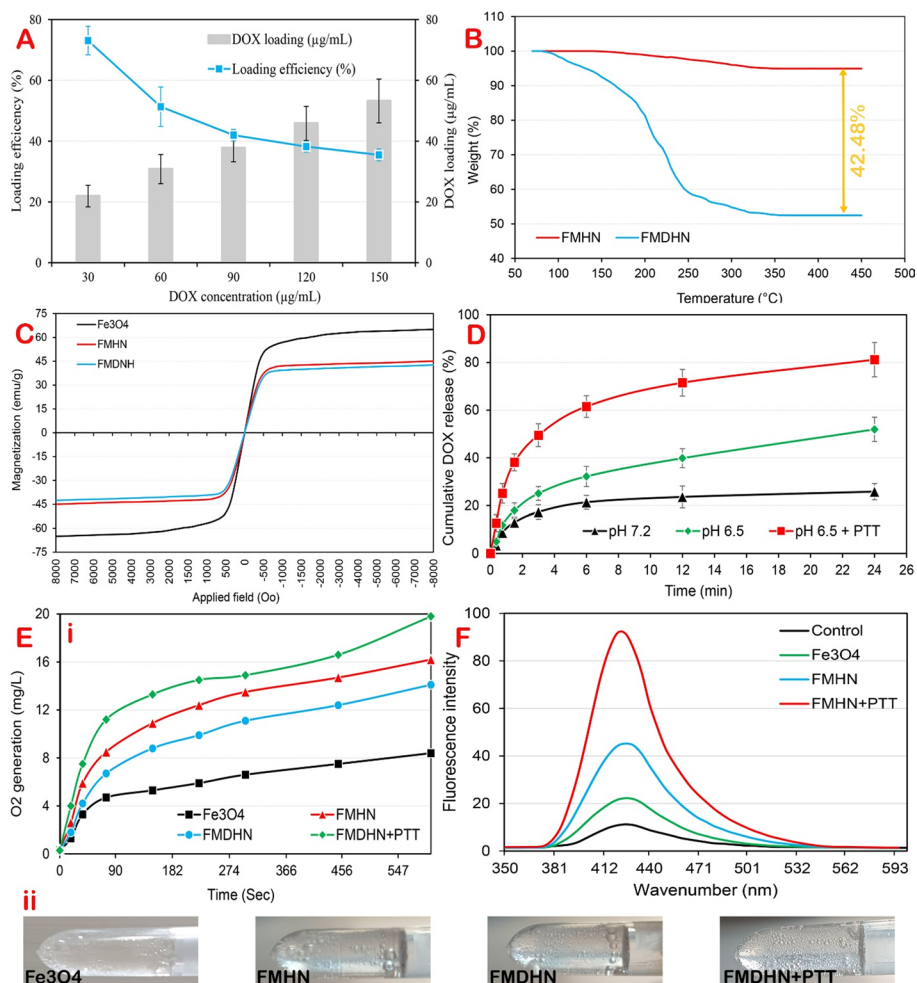 A
80
60
40
20
0
Loading effcicency (%)
DOX loading (µg/mL)
Loading efficiency (%)
80
60
40
20
0
DOX loading (µg/mL)
30 60 90 120 150
DOX concentration (µg/mL)
B
110
100
90
80
70
60
50
40
Weight (%)
42.48%
FMHN FMDHN
50 100 150 200 250 300 350 400 450 500
Temperature (°C)
C
75
60
45
30
15
0
-15
-30
-45
-60
-75
Magnetization (emu/g)
Fe3O4
FMHN
FMDNH
8000 7000 6000 5000 4000 3000 2000 1000 500 0 -500 -1000 -1500 -2000 -3000 -4000 -5000 -6000 -7000 -8000
Applied field (Oo)
D
100
80
60
40
20
0
Cumulative DOX release (%)
pH 7.2 pH 6.5 pH 6.5 + PTT
0 2 4 6 8 10 12 14 16 18 20 22 24 26
Time (min)
E i
20
16
12
8
4
0
O2 generation (mg/L)
Fe3O4 FMHN
FMDHN FMDHN+PTT
0 90 182 274 366 456 547
Time (Sec)
F
100
80
60
40
20
0
Fluorescence intensity
Control
Fe3O4
FMHN
FMHN+PTT
350 381 412 440 471 501 532 562 593
Wavenumber (nm)
ii
Fe3O4 FMHN FMDHN FMDHN+PTT